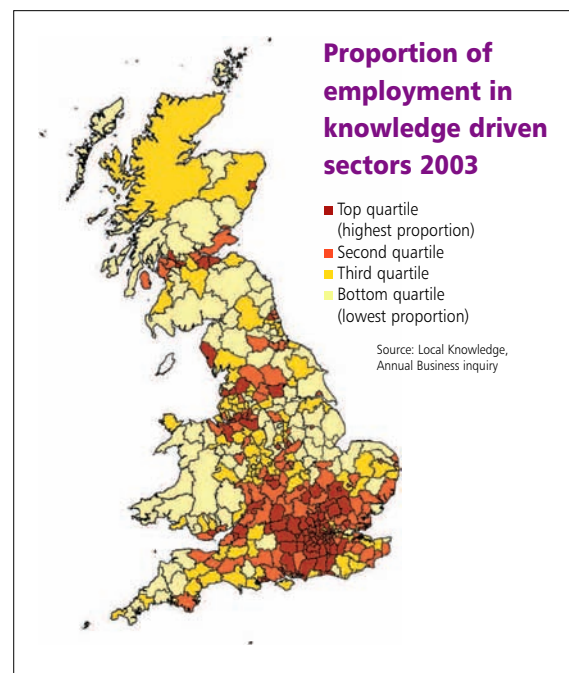 Proportion of
employment in
knowledge driven
sectors 2003
Top quartile
(highest proportion)
Second quartile
Third quartile
Bottom quartile
(lowest proportion)
Source: Local Knowledge,
Annual Business inquiry